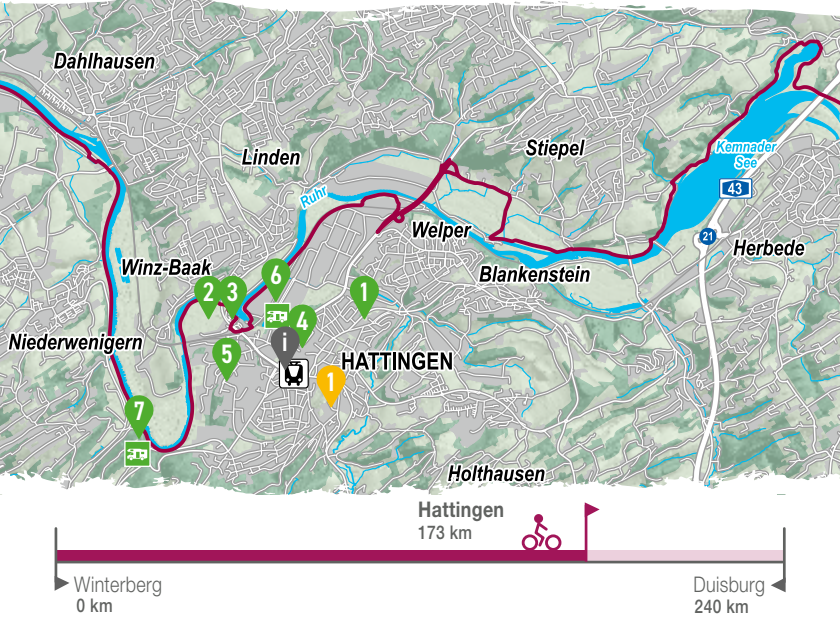 Dahlhausen
Linden
Stiepel
Kemnader
See
43
Ruhr
Welper
21
Herbede
Winz-Baak
Blankenstein
2
3
6
1
4
Niederwenigern
i
5
HATTINGEN
1
7
Holthausen
Hattingen
173 km
Winterberg
0 km
Duisburg
240 km